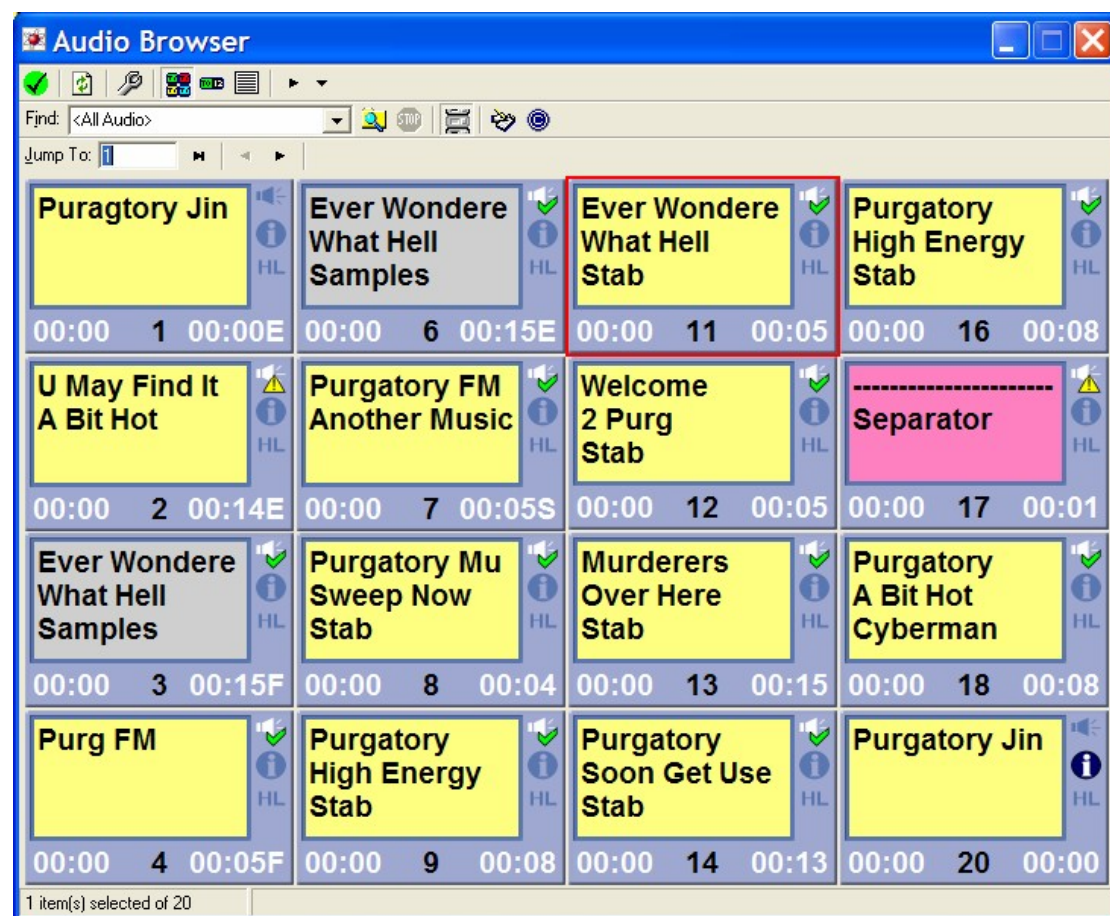 Audio Browser
Find: <All Audio>
STOP
Jump To: 1
Puragtory Jin
HL
00:00 1 00:00E
Ever Wondere
What Hell
Samples
HL
00:00 6 00:15E
Ever Wondere
What Hell
Stab
HL
00:00 11 00:05
Purgatory
High Energy
Stab
HL
00:00 16 00:08
U May Find It
A Bit Hot
HL
00:00 2 00:14E
Purgatory FM
Another Music
HL
00:00 7 00:05S
Welcome
2 Purg
Stab
HL
00:00 12 00:05
----------------------
Separator
HL
00:00 17 00:01
Ever Wondere
What Hell
Samples
HL
00:00 3 00:15F
Purgatory Mu
Sweep Now
Stab
HL
00:00 8 00:04
Murderers
Over Here
Stab
HL
00:00 13 00:15
Purgatory
A Bit Hot
Cyberman
HL
00:00 18 00:08
Purg FM
HL
00:00 4 00:05F
Purgatory
High Energy
Stab
HL
00:00 9 00:08
Purgatory
Soon Get Use
Stab
HL
00:00 14 00:13
Purgatory Jin
HL
00:00 20 00:00
1 item(s) selected of 20